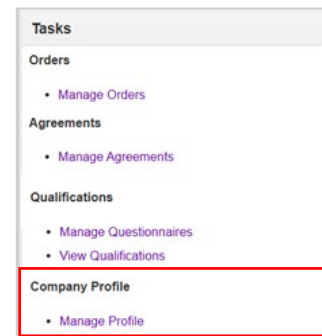 Tasks
Orders
• Manage Orders
Agreements
• Manage Agreements
Qualifications
• Manage Questionnaires
• View Qualifications
Company Profile
• Manage Profile